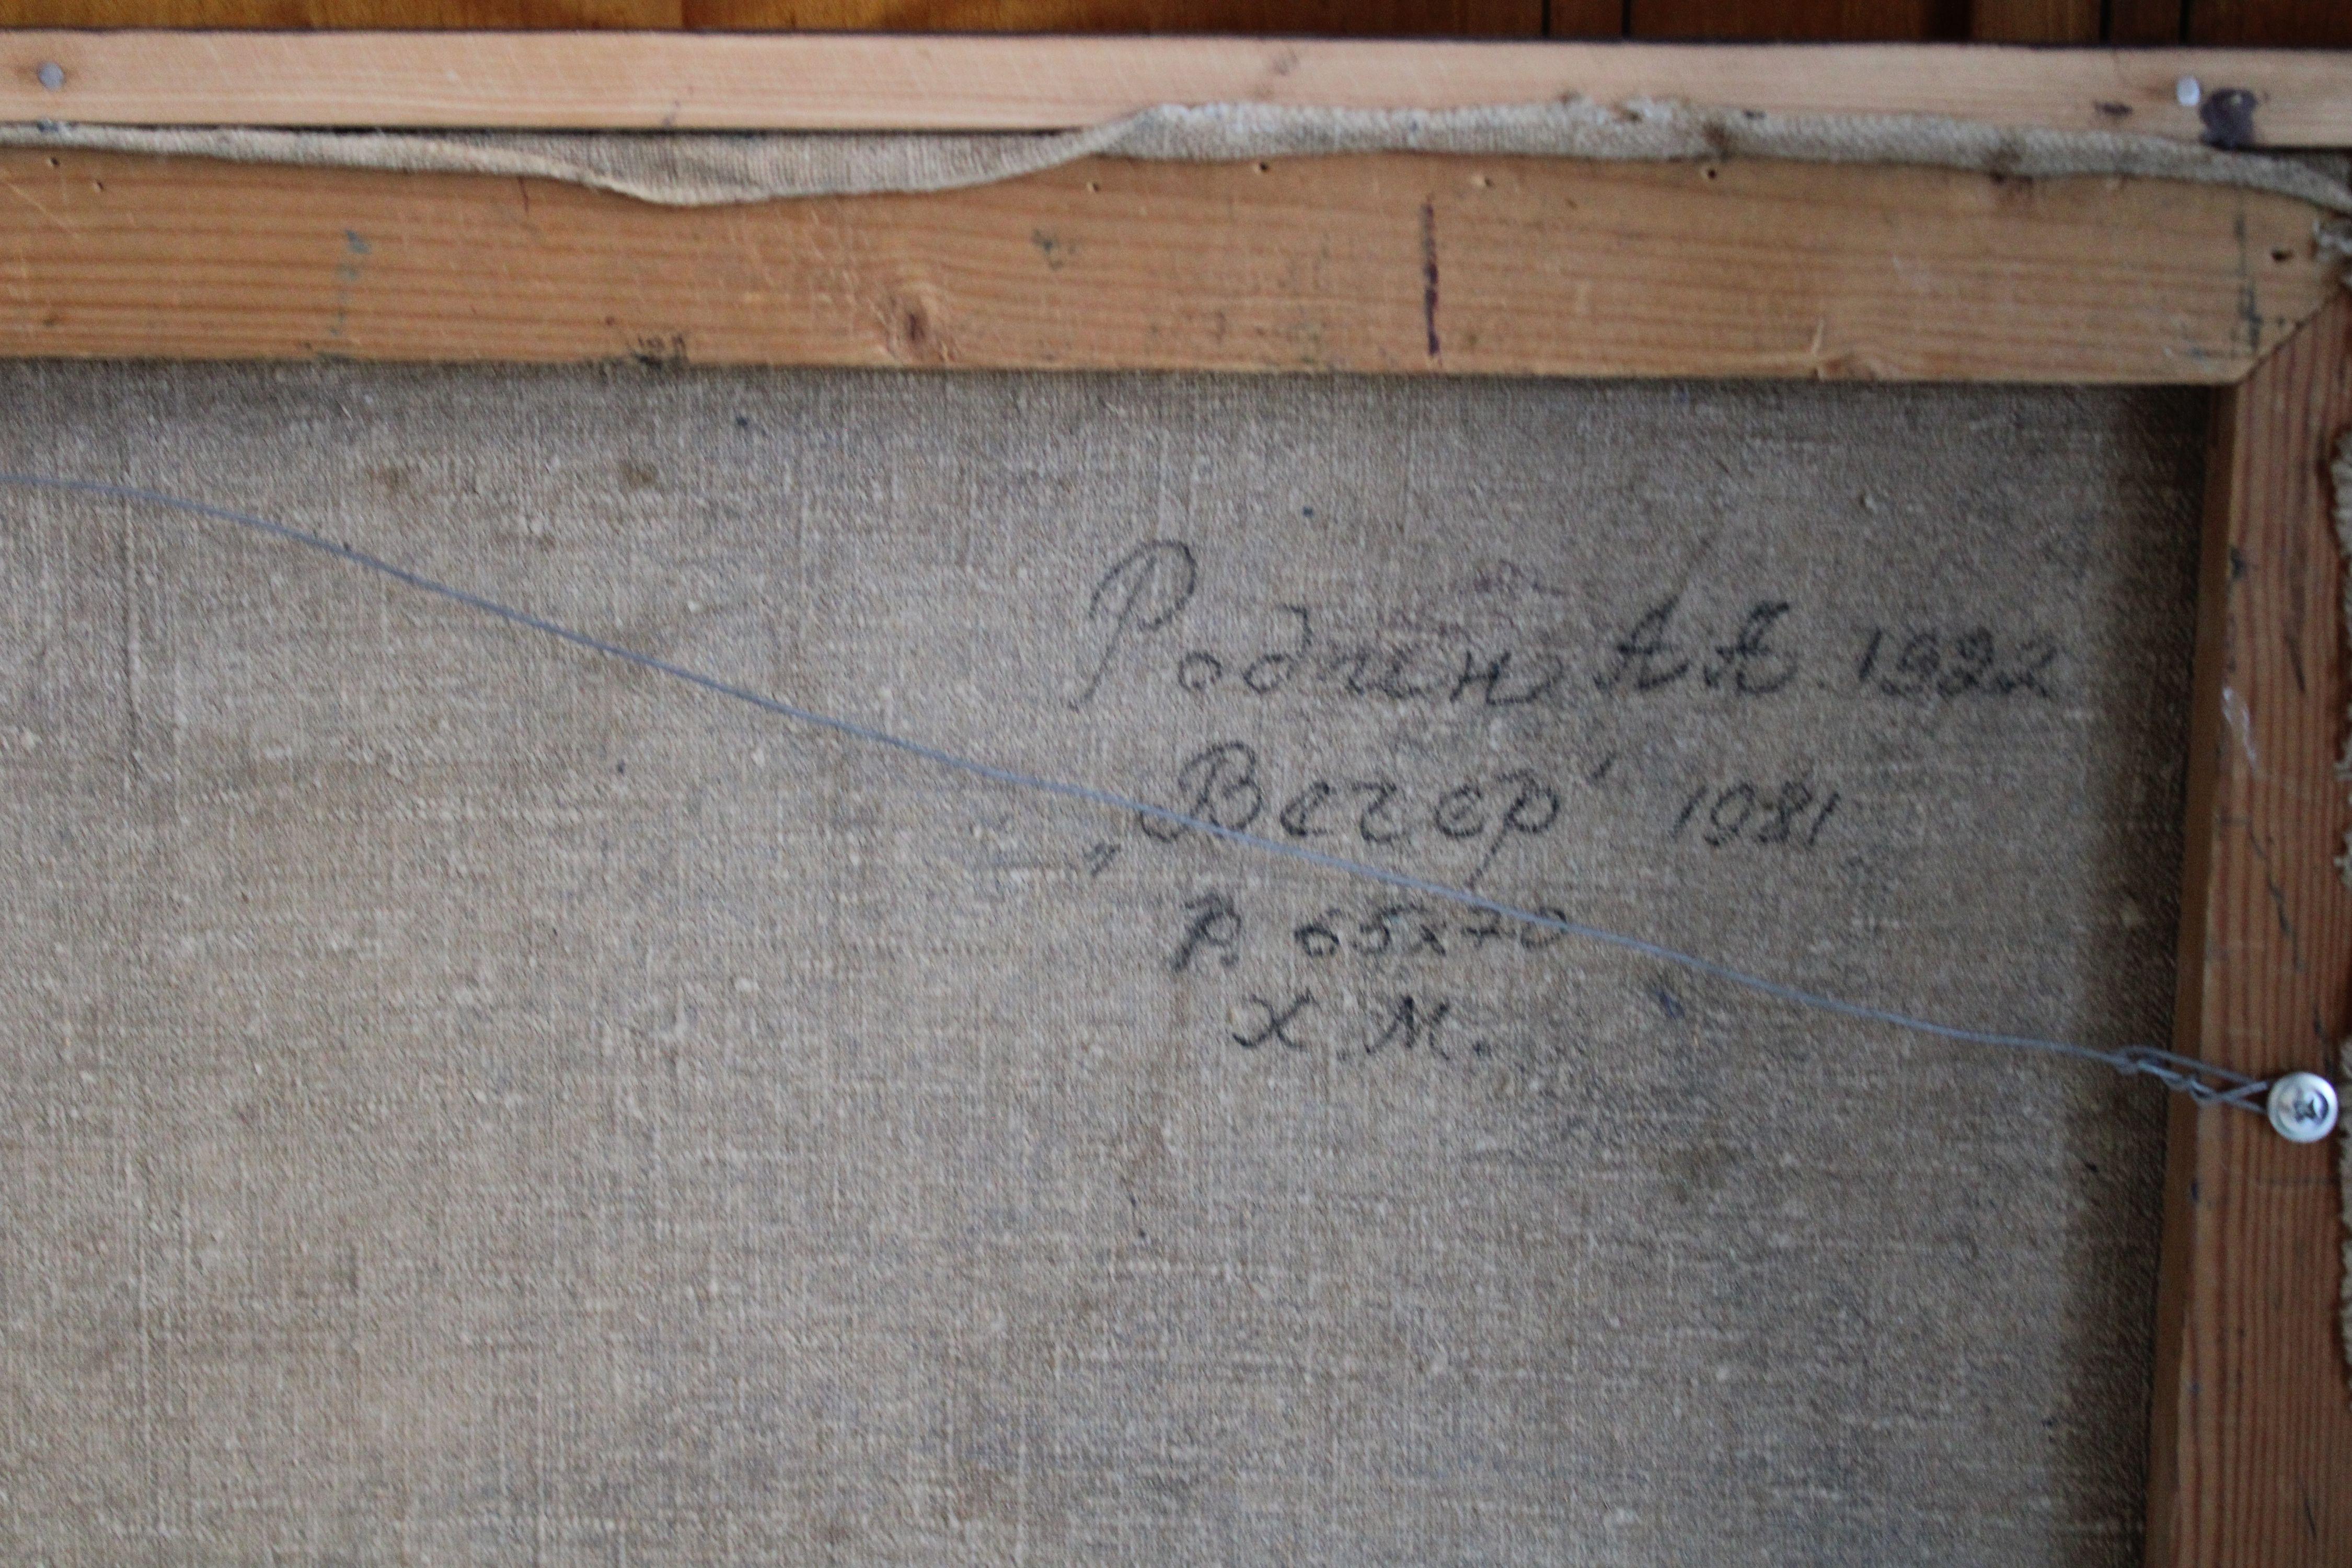 Родин А.А. 1922
„Вечер" 1981
Р. 65х70
Х.М.